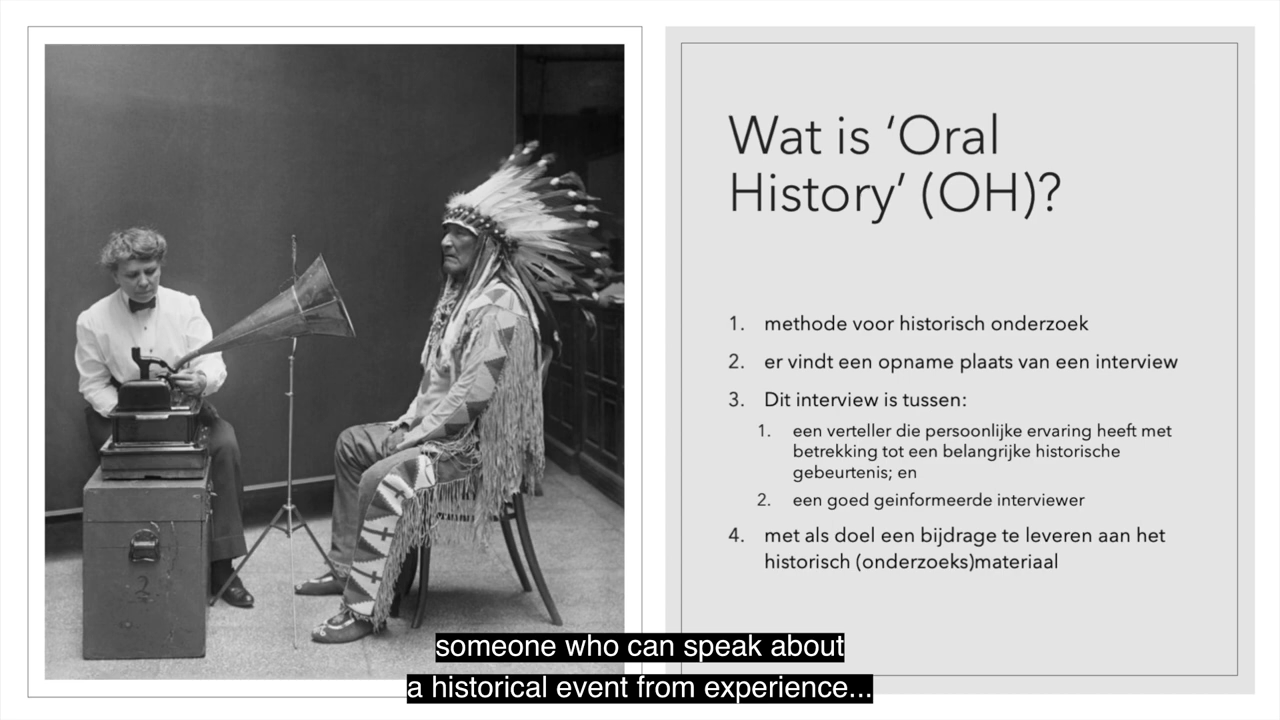 Wat is ‘Oral
History’ (OH)?
1. methode voor historisch onderzoek
2. er vindt een opname plaats van een interview
3. Dit interview is tussen:
1. een verteller die persoonlijke ervaring heeft met
betrekking tot een belangrijke historische
gebeurtenis; en
2. een goed geinformeerde interviewer
4. met als doel een bijdrage te leveren aan het
historisch (onderzoeks)materiaal
2
someone who can speak about
a historical event from experience...